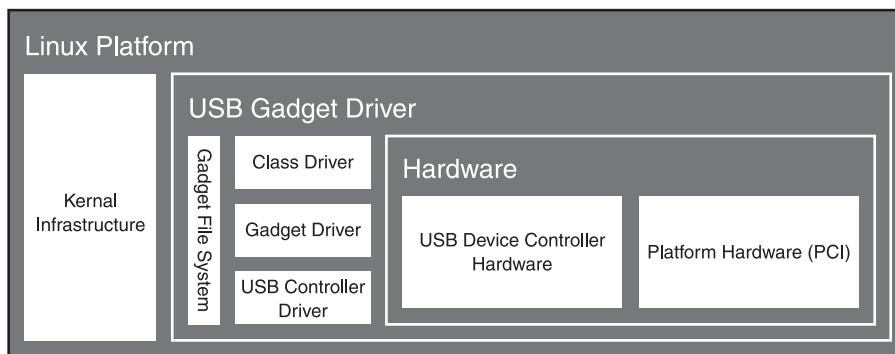 Linux Platform
Kernal
Infrastructure
USB Gadget Driver
Gadget File System
Class Driver
Gadget Driver
USB Controller
Driver
Hardware
USB Device Controller
Hardware
Platform Hardware (PCI)